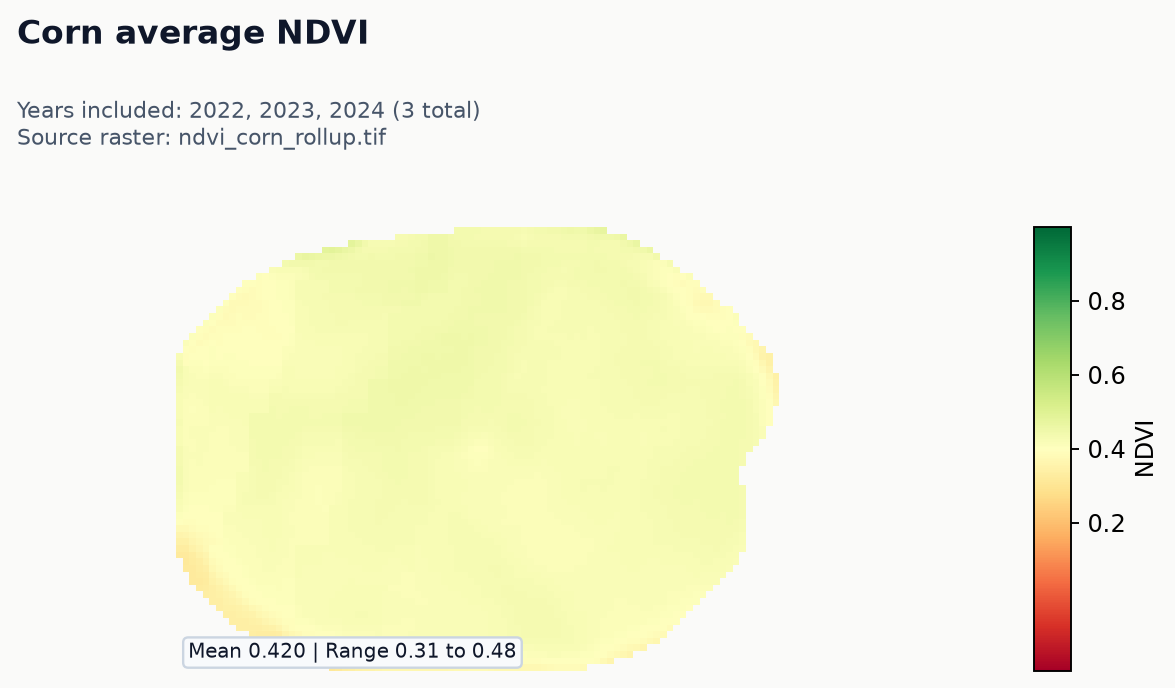 Corn average NDVI
Years included: 2022, 2023, 2024 (3 total)
Source raster: ndvi_corn_rollup.tif
0.8
0.6
0.4
0.2
NDVI
Mean 0.420 | Range 0.31 to 0.48